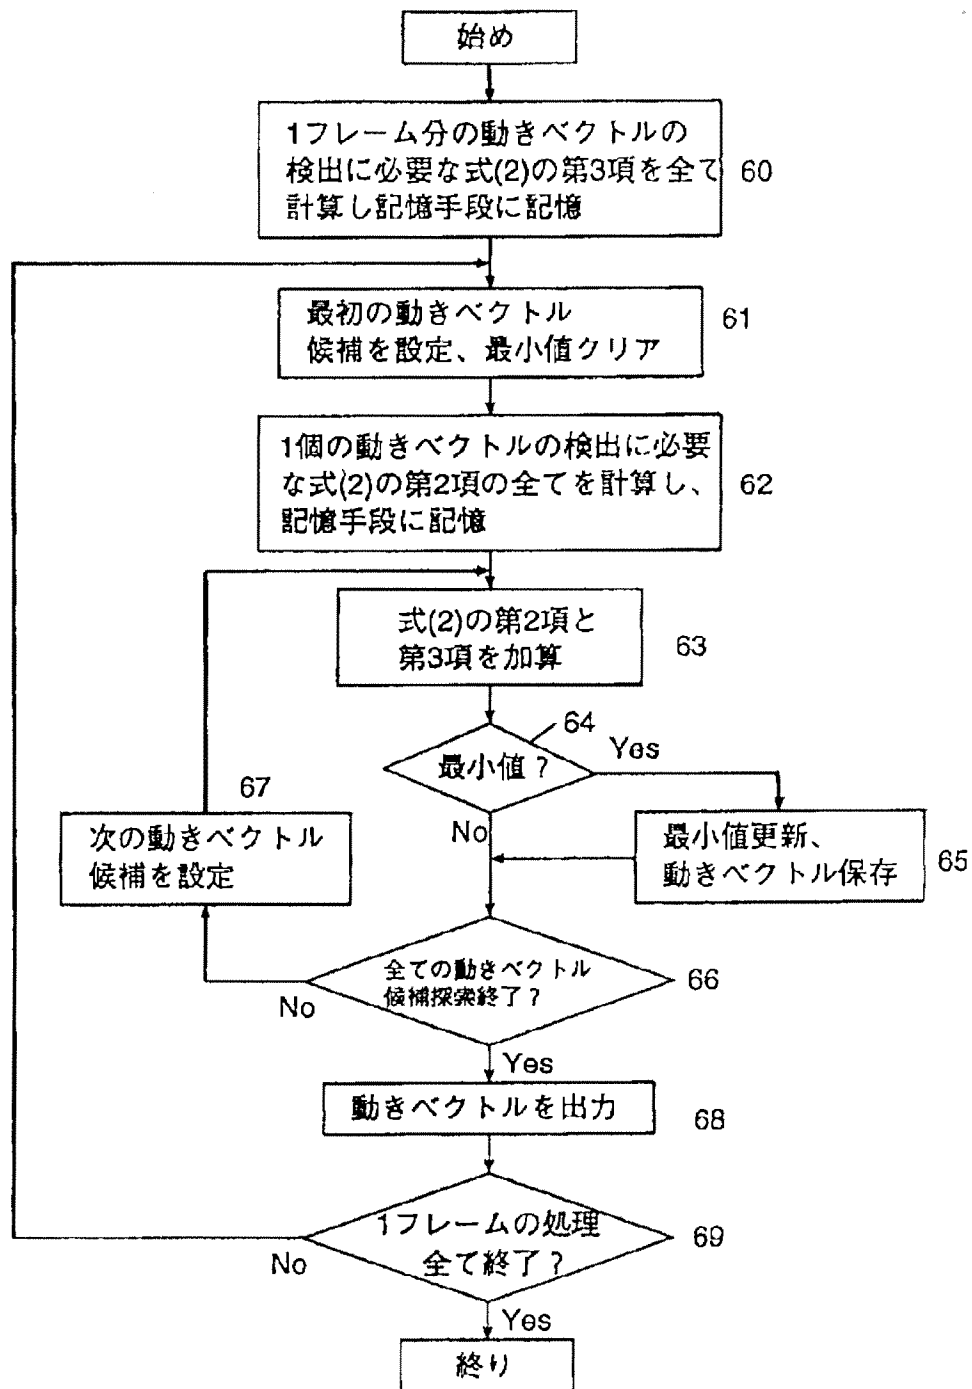 始め
1フレーム分の動きベクトルの
検出に必要な式(2)の第3項を全て
計算し記憶手段に記憶
60
最初の動きベクトル
候補を設定、最小値クリア
61
1個の動きベクトルの検出に必要
な式(2)の第2項の全てを計算し、
記憶手段に記憶
62
式(2)の第2項と
第3項を加算
63
64
最小値?
Yes
No
67
次の動きベクトル
候補を設定
最小値更新、
動きベクトル保存
65
全ての動きベクトル
候補探索終了?
66
No
Yes
動きベクトルを出力
68
1フレームの処理
全て終了?
69
No
Yes
終り